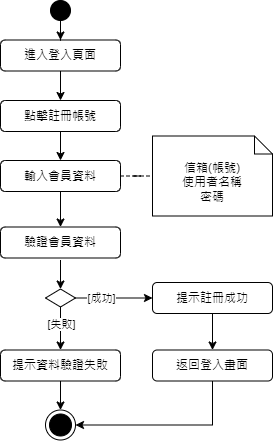 進入登入頁面
點擊註冊帳號
輸入會員資料
信箱(帳號)
使用者名稱
密碼
驗證會員資料
[成功]
提示註冊成功
[失敗]
提示資料驗證失敗
返回登入畫面